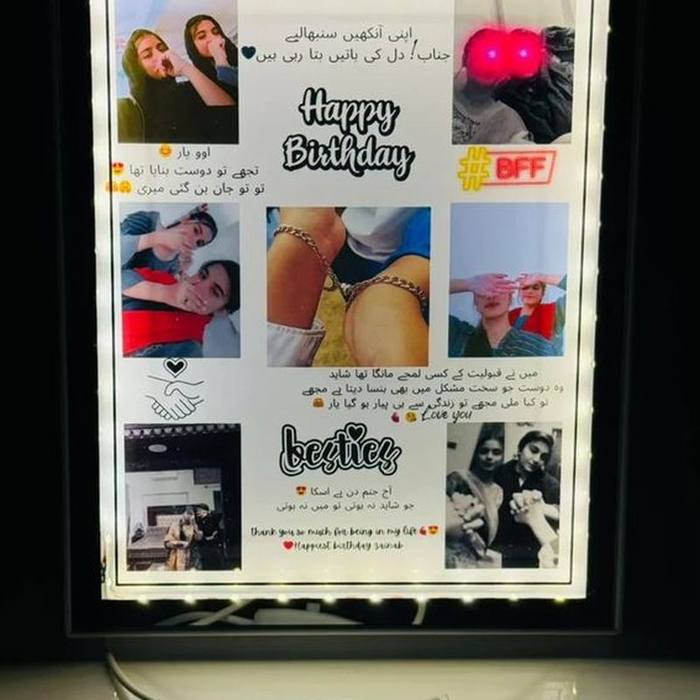 اپنی آنکھیں سنبھالیے
جناب! دل کی باتیں بتا رہی ہیں🖤
Happy
Birthday
اوو یار 😊
تجھے تو دوست بنایا تھا 😍
تو تو جان بن گئی میری
# BFF
میں نے قبولیت کے کسی لمحے مانگا تھا شاید
وہ دوست جو سخت مشکل میں بھی ہنسا دیتا ہے مجھے
تو کیا ملی مجھے تو زندگی سے ہی پیار ہو گیا یار
Love you
besties
آج جنم دن ہے اسکا 😍
جو شاید نہ ہوتی تو میں نہ ہوتی
thank you so much for being in my life 😍
❤️Happiest birthday zainab